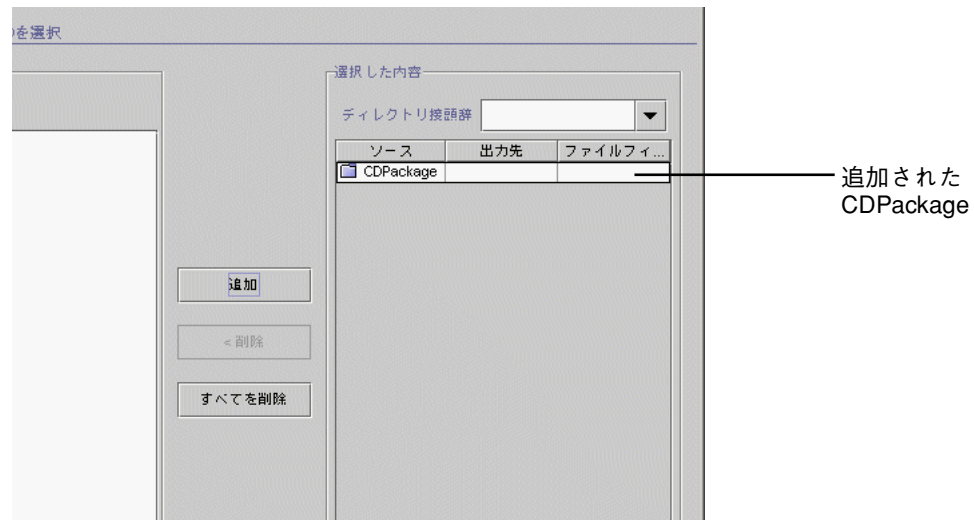 を選択
選択した内容
ディレクトリ接頭辞
ソース 出力先 ファイルフィ...
CDPackage
追加された
CDPackage
追加
< 削除
すべてを削除